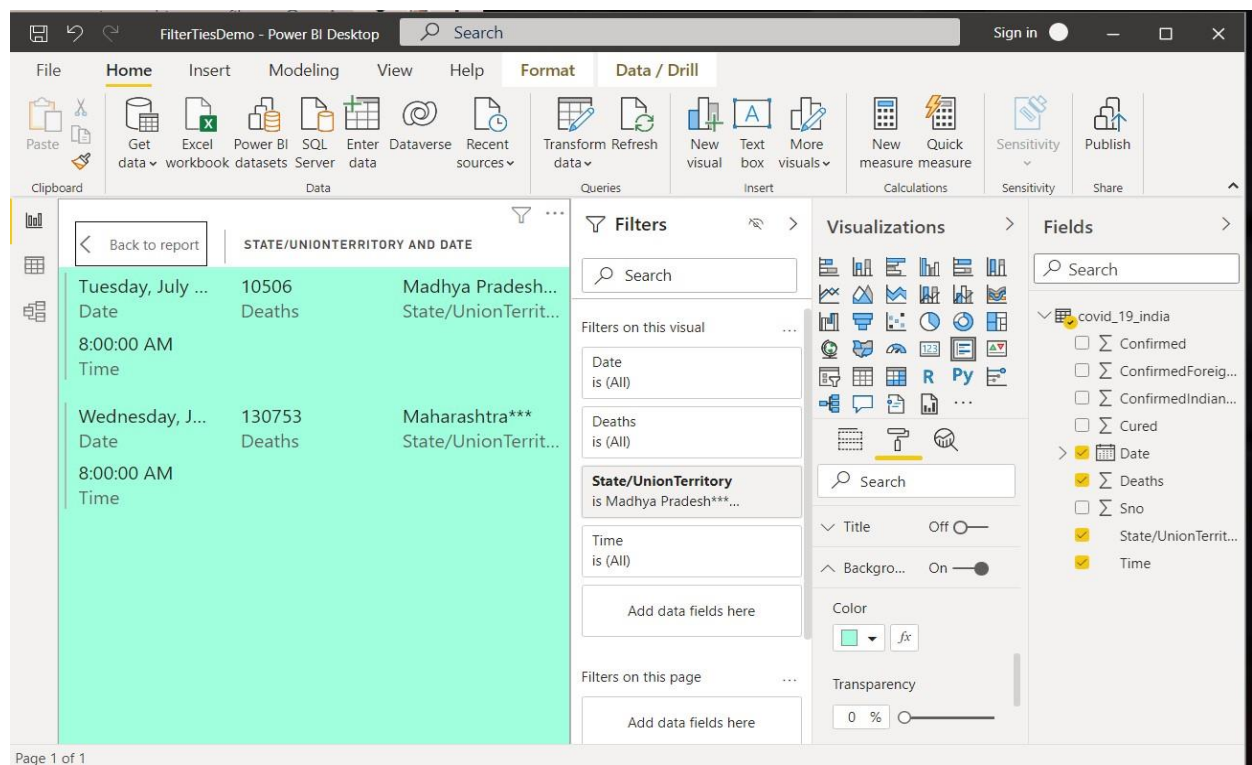 FilterTiesDemo - Power BI Desktop
Search
Sign in
File Home Insert Modeling View Help Format Data / Drill
Paste
Get data
Excel workbook
Power BI datasets
SQL Server
Enter data
Dataverse
Recent sources
Transform data
Refresh
New visual
Text box
More visuals
New measure
Quick measure
Sensitivity
Publish
Clipboard
Data
Queries
Insert
Calculations
Sensitivity
Share
Back to report
STATE/UNIONTERRITORY AND DATE
Tuesday, July ... 10506 Madhya Pradesh...
Date Deaths State/UnionTerrit...
8:00:00 AM
Time
Wednesday, J... 130753 Maharashtra***
Date Deaths State/UnionTerrit...
8:00:00 AM
Time
Filters
Search
Filters on this visual ...
Date
is (All)
Deaths
is (All)
State/UnionTerritory
is Madhya Pradesh***...
Time
is (All)
Add data fields here
Filters on this page ...
Add data fields here
Visualizations
123
R Py
...
Search
Title Off
Backgro... On
Color
fx
Transparency
0 %
Fields
Search
covid_19_india
∑ Confirmed
∑ ConfirmedForeig...
∑ ConfirmedIndian...
∑ Cured
Date
∑ Deaths
∑ Sno
State/UnionTerrit...
Time
Page 1 of 1